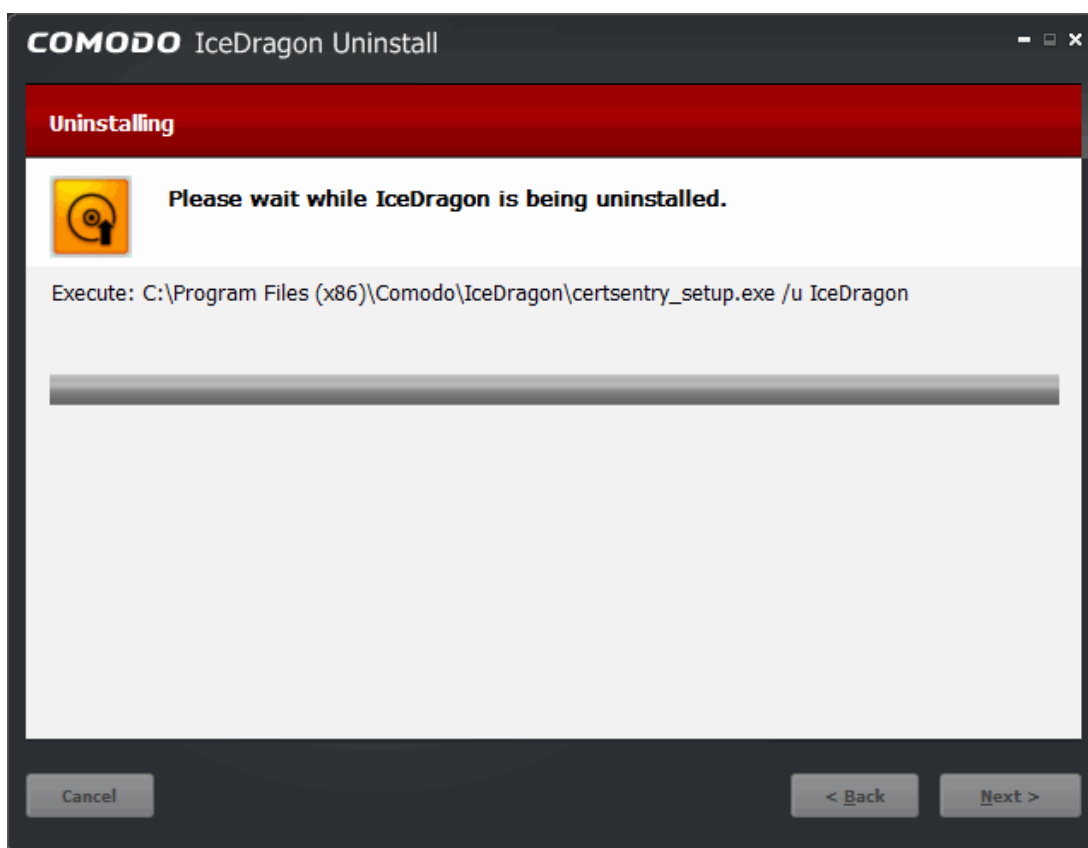 COMODO IceDragon Uninstall
Uninstalling
Please wait while IceDragon is being uninstalled.
Execute: C:\Program Files (x86)\Comodo\IceDragon\certsentry_setup.exe /u IceDragon
Cancel
< Back
Next >